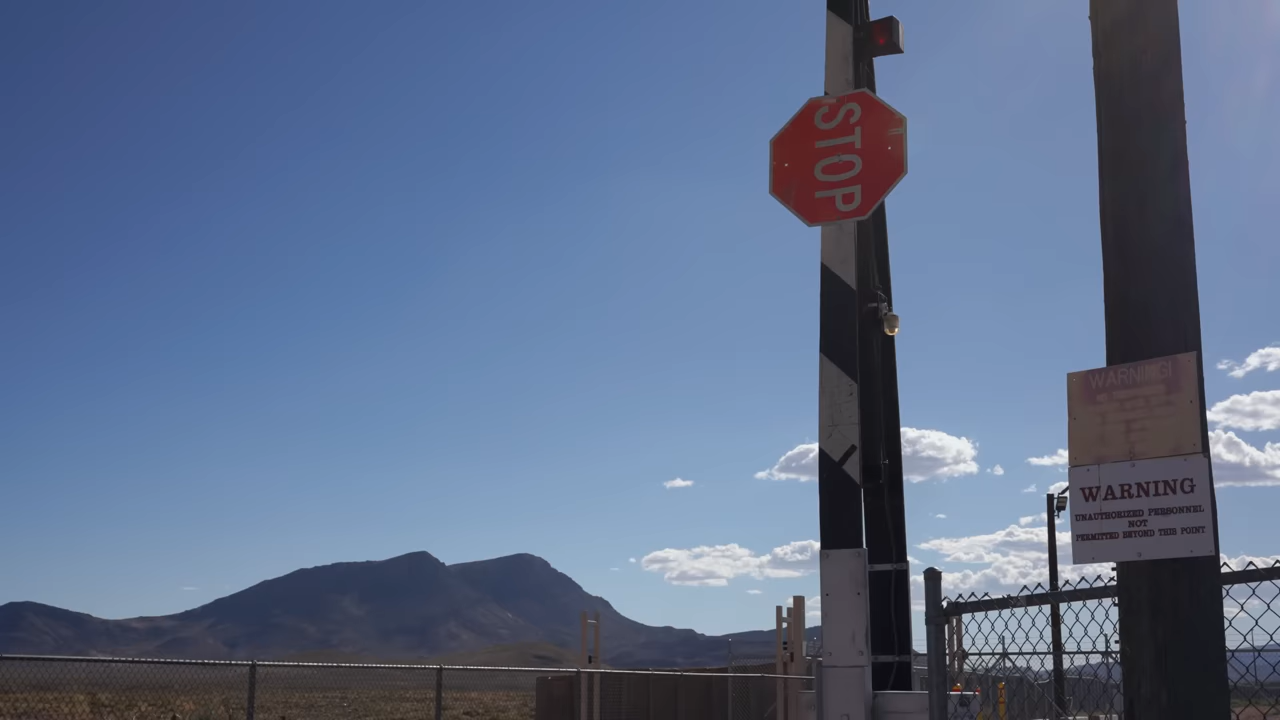 STOP
WARNING!
WARNING
UNAUTHORIZED PERSONNEL
NOT
PERMITTED BEYOND THIS POINT